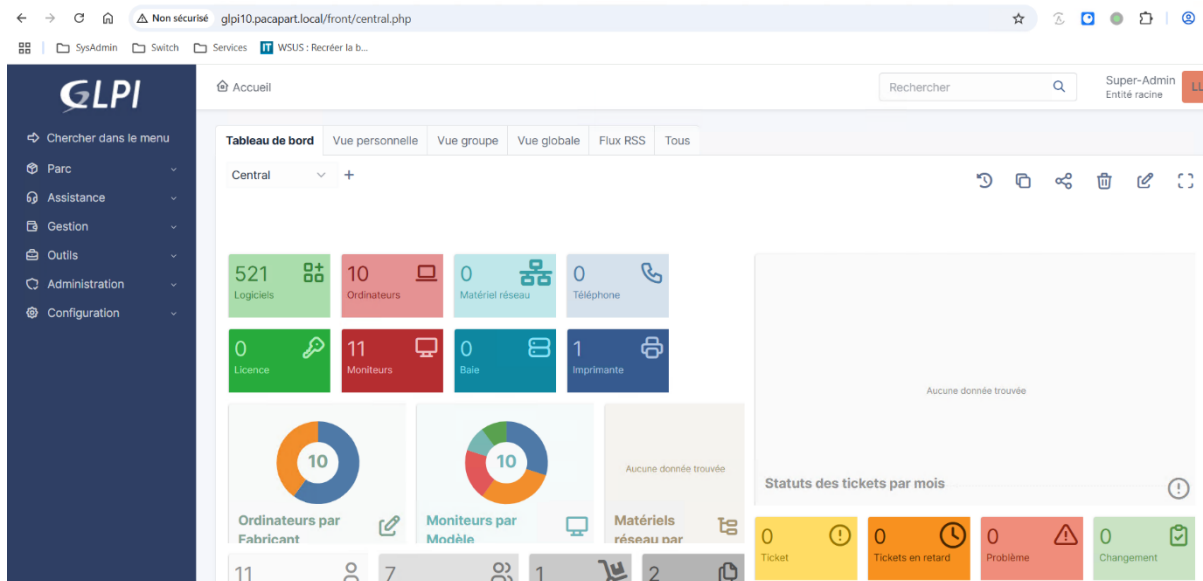 Non sécurisé glpi10.pacapart.local/front/central.php
SysAdmin Switch Services IT WSUS : Recréer la b...
GLPI
Accueil
Rechercher
Super-Admin
Entité racine
LL
Chercher dans le menu
Parc
Assistance
Gestion
Outils
Administration
Configuration
Tableau de bord Vue personnelle Vue groupe Vue globale Flux RSS Tous
Central
521
Logiciels
10
Ordinateurs
0
Matériel réseau
0
Téléphone
0
Licence
11
Moniteurs
0
Baie
1
Imprimante
Aucune donnée trouvée
Statuts des tickets par mois
10
Ordinateurs par
Fabricant
10
Moniteurs par
Modèle
Aucune donnée trouvée
Matériels
réseau par
0
Ticket
0
Tickets en retard
0
Problème
0
Changement
11
7
1
2